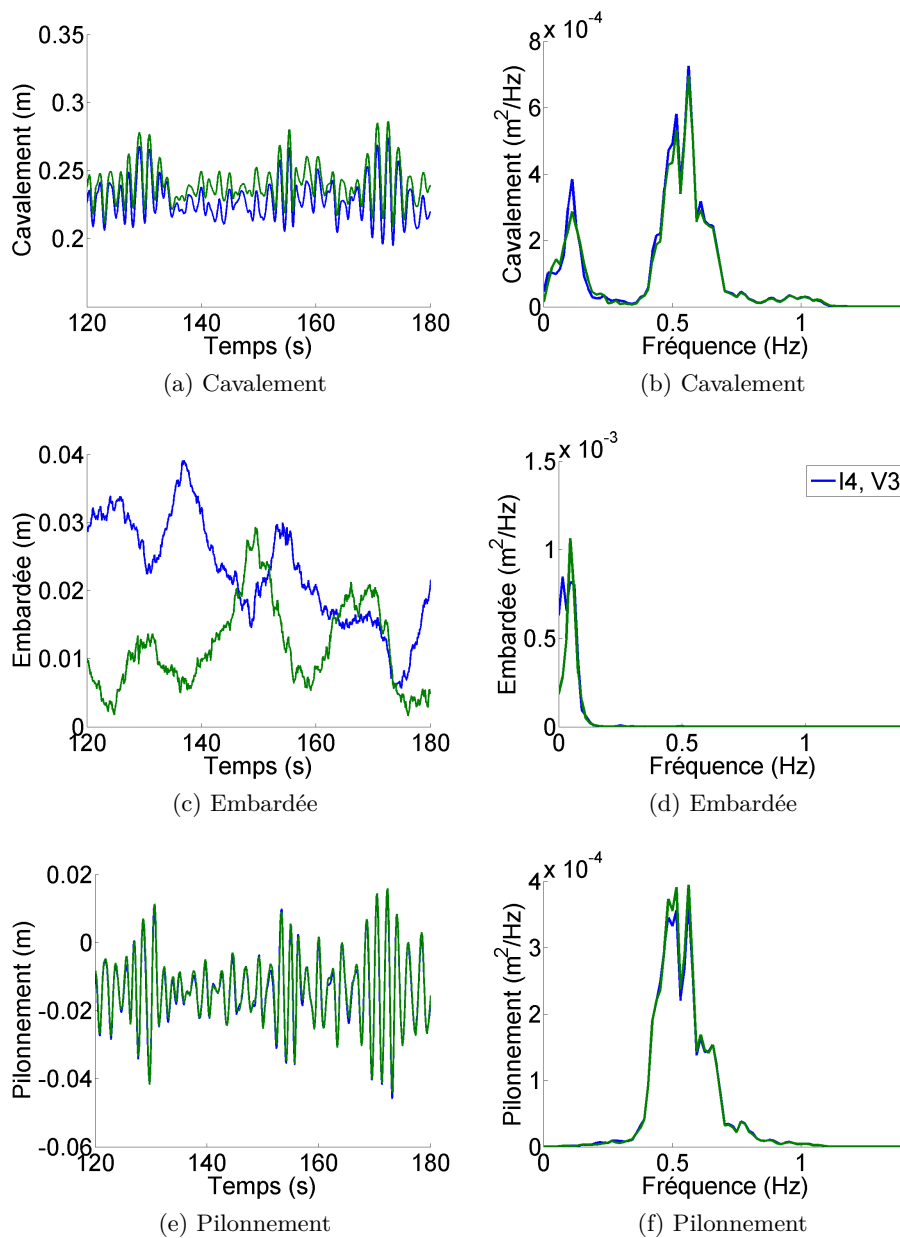 0.35
0.3
0.25
0.2
Cavalement (m)
120 140 160 180
Temps (s)
(a) Cavalement
x 10^-4
8
6
4
2
0
Cavalement (m^2/Hz)
0 0.5 1
Fréquence (Hz)
(b) Cavalement
0.04
0.03
0.02
0.01
0
Embardée (m)
120 140 160 180
Temps (s)
(c) Embardée
x 10^-3
1.5
1
0.5
0
Embardée (m^2/Hz)
I4, V3
0 0.5 1
Fréquence (Hz)
(d) Embardée
0.02
0
-0.02
-0.04
-0.06
Pilonnement (m)
120 140 160 180
Temps (s)
(e) Pilonnement
x 10^-4
4
3
2
1
0
Pilonnement (m^2/Hz)
0 0.5 1
Fréquence (Hz)
(f) Pilonnement